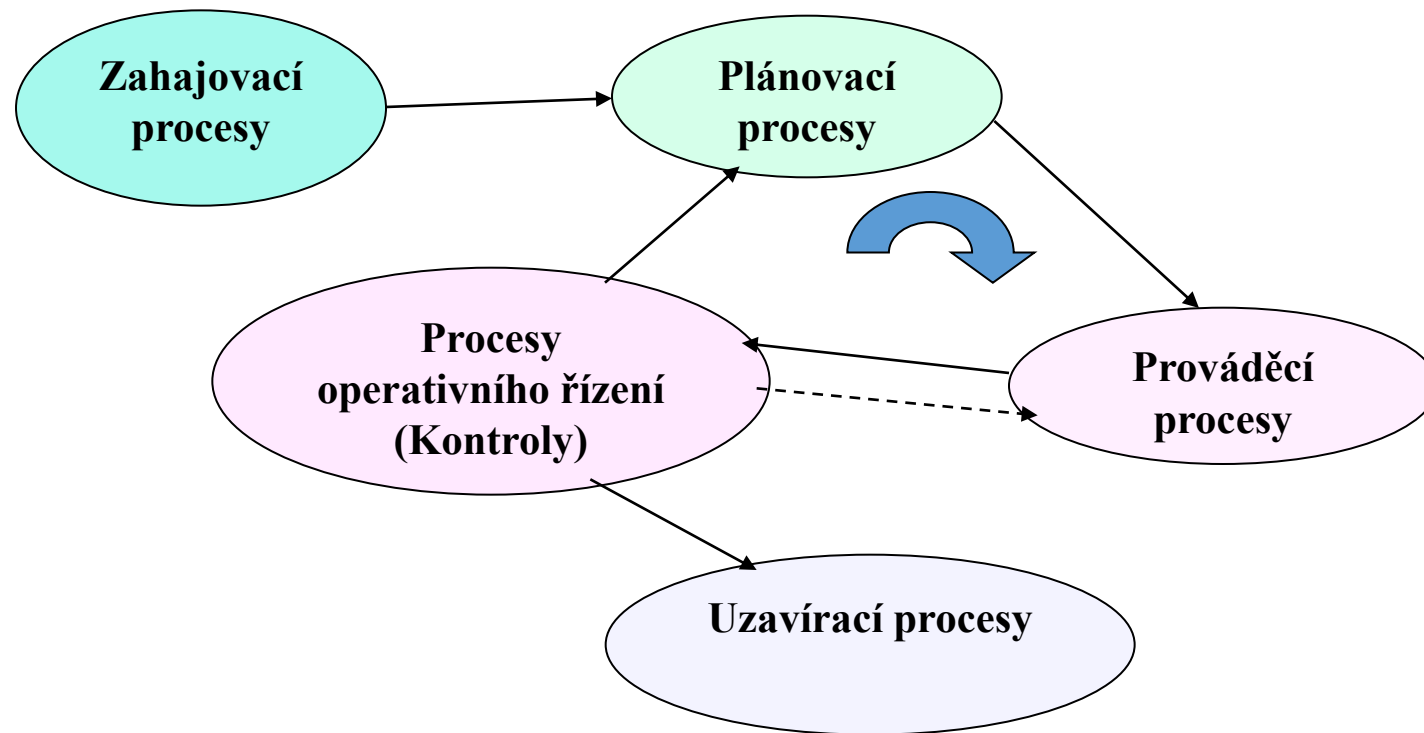 Zahajovací
procesy
Plánovací
procesy
Procesy
operativního řízení
(Kontroly)
Prováděcí
procesy
Uzavírací procesy